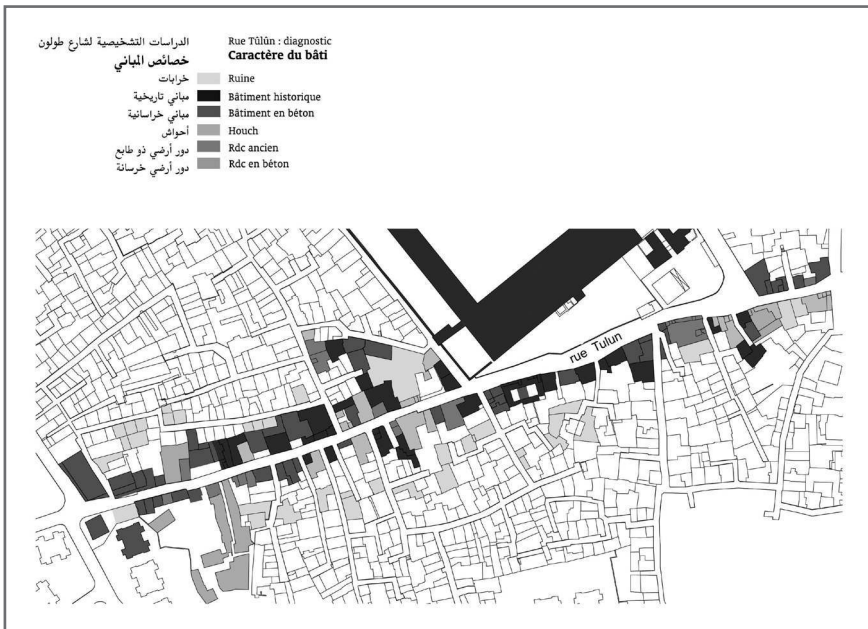 الدراسات التشخيصية لشارع طولون
خصائص المباني
خرابات
مباني تاريخية
مباني خراسانية
أحواش
دور أرضي ذو طابع
دور أرضي خرسانة
Rue Tûlûn : diagnostic
Caractère du bâti
Ruine
Bâtiment historique
Bâtiment en béton
Houch
Rdc ancien
Rdc en béton
rue Tulun